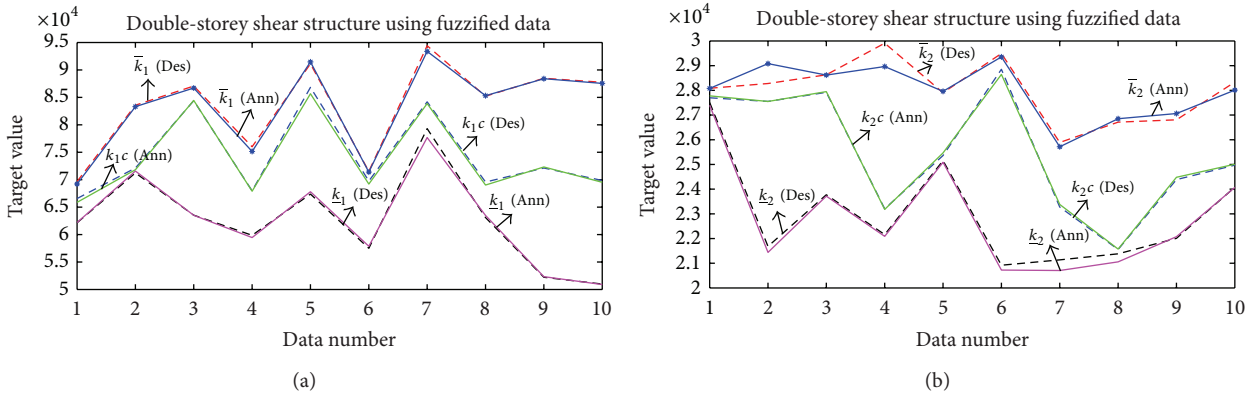 Double-storey shear structure using fuzzified data
×10⁴
9.5
9
8.5
8
7.5
7
6.5
6
5.5
5
Target value
k̅₁ (Des)
k̅₁ (Ann)
k₁c (Des)
k₁c (Ann)
k̲₁ (Des)
k̲₁ (Ann)
1 2 3 4 5 6 7 8 9 10
Data number
(a)
Double-storey shear structure using fuzzified data
×10⁴
3
2.9
2.8
2.7
2.6
2.5
2.4
2.3
2.2
2.1
2
Target value
k̅₂ (Des)
k̅₂ (Ann)
k₂c (Ann)
k̲₂ (Des)
k₂c (Des)
k̲₂ (Ann)
1 2 3 4 5 6 7 8 9 10
Data number
(b)